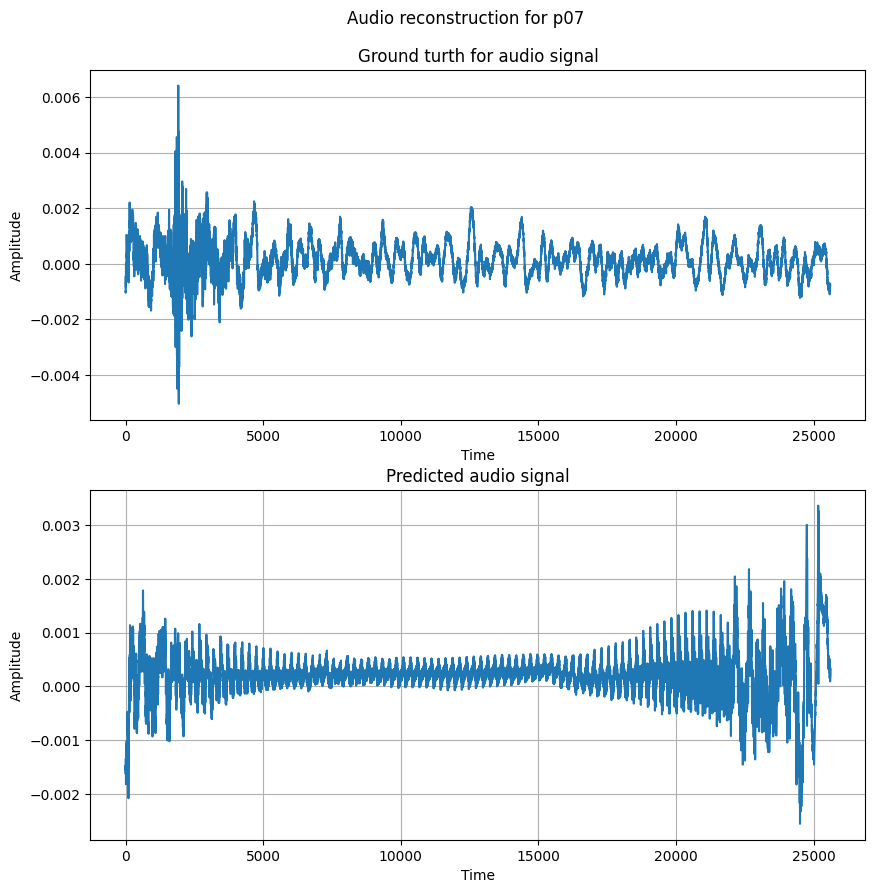 Audio reconstruction for p07
Ground turth for audio signal
0.006
0.004
0.002
0.000
−0.002
−0.004
Amplitude
0 5000 10000 15000 20000 25000
Time
Predicted audio signal
0.003
0.002
0.001
0.000
−0.001
−0.002
Amplitude
0 5000 10000 15000 20000 25000
Time